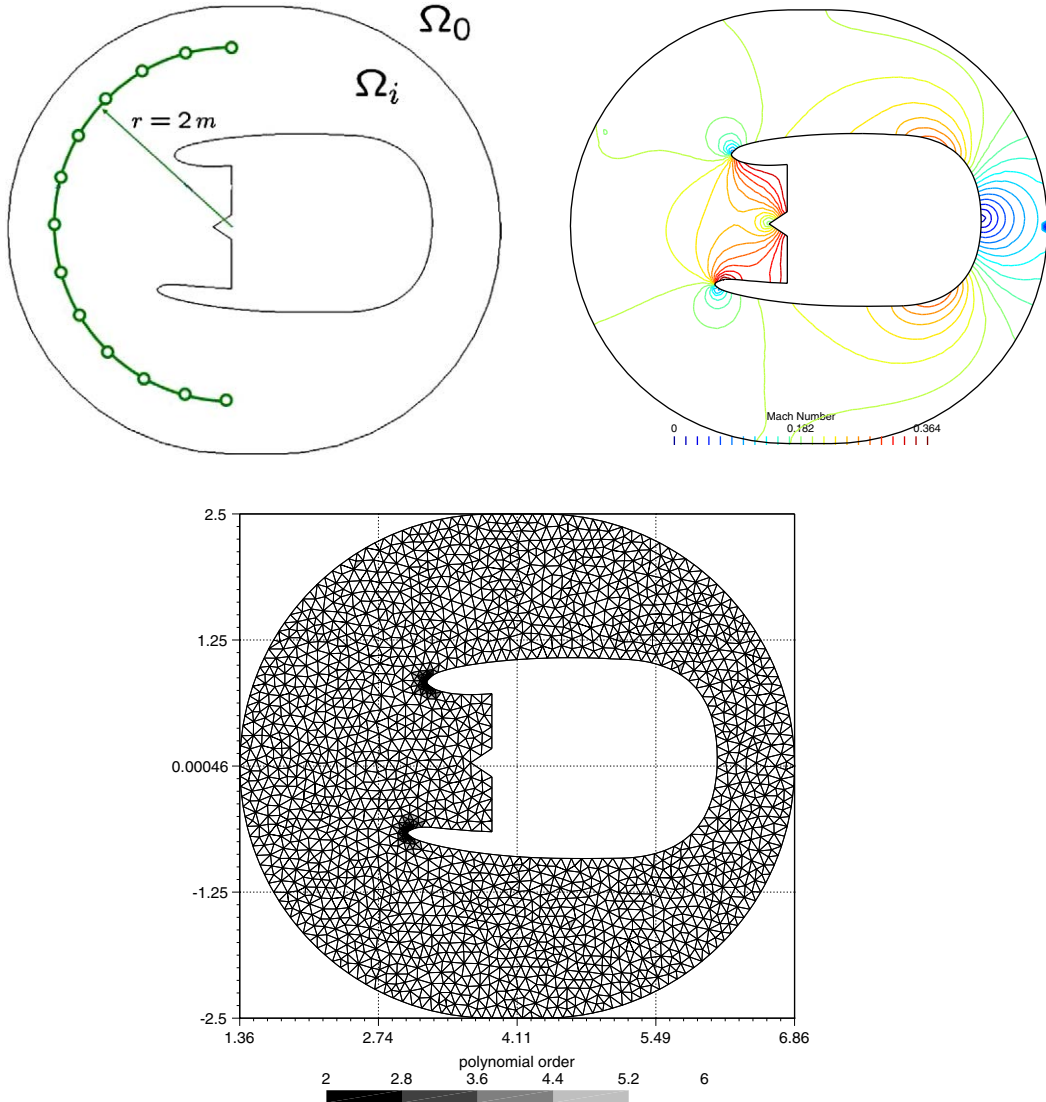 Ω₀
Ωᵢ
r = 2 m
Mach Number
0 0.182 0.364
2.5
1.25
0.00046
-1.25
-2.5
1.36 2.74 4.11 5.49 6.86
polynomial order
2 2.8 3.6 4.4 5.2 6